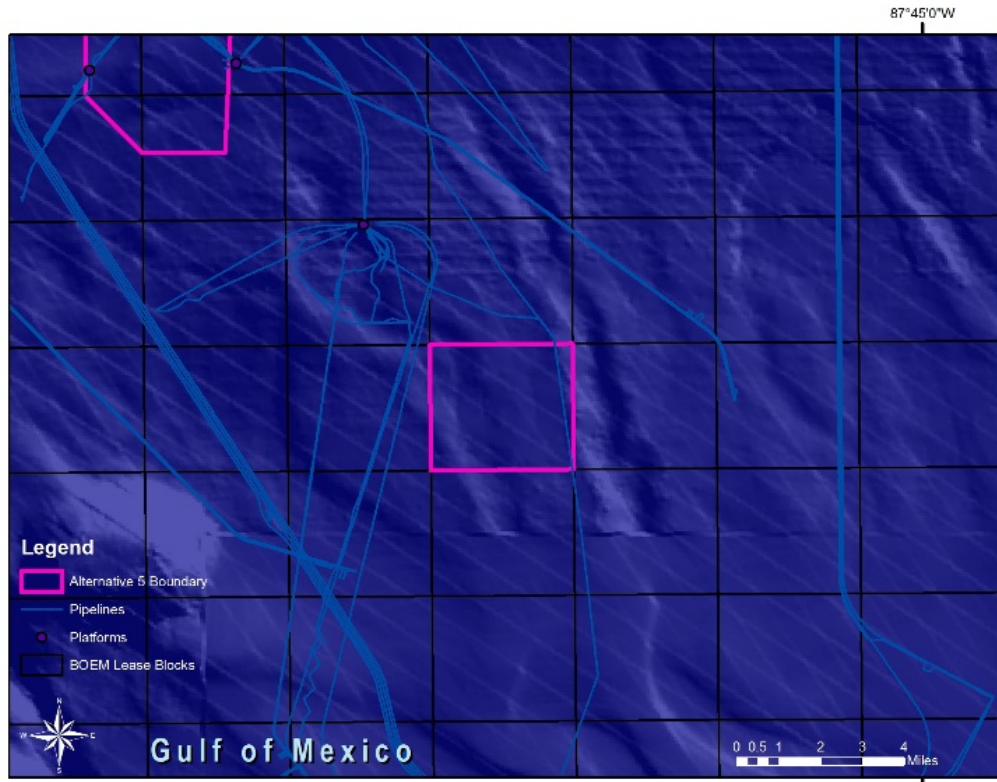 87°45'0"W
Legend
Alternative 5 Boundary
Pipelines
Platforms
BOEM Lease Blocks
N
W E
S
Gulf of Mexico
0 0.5 1 2 3 4
Miles